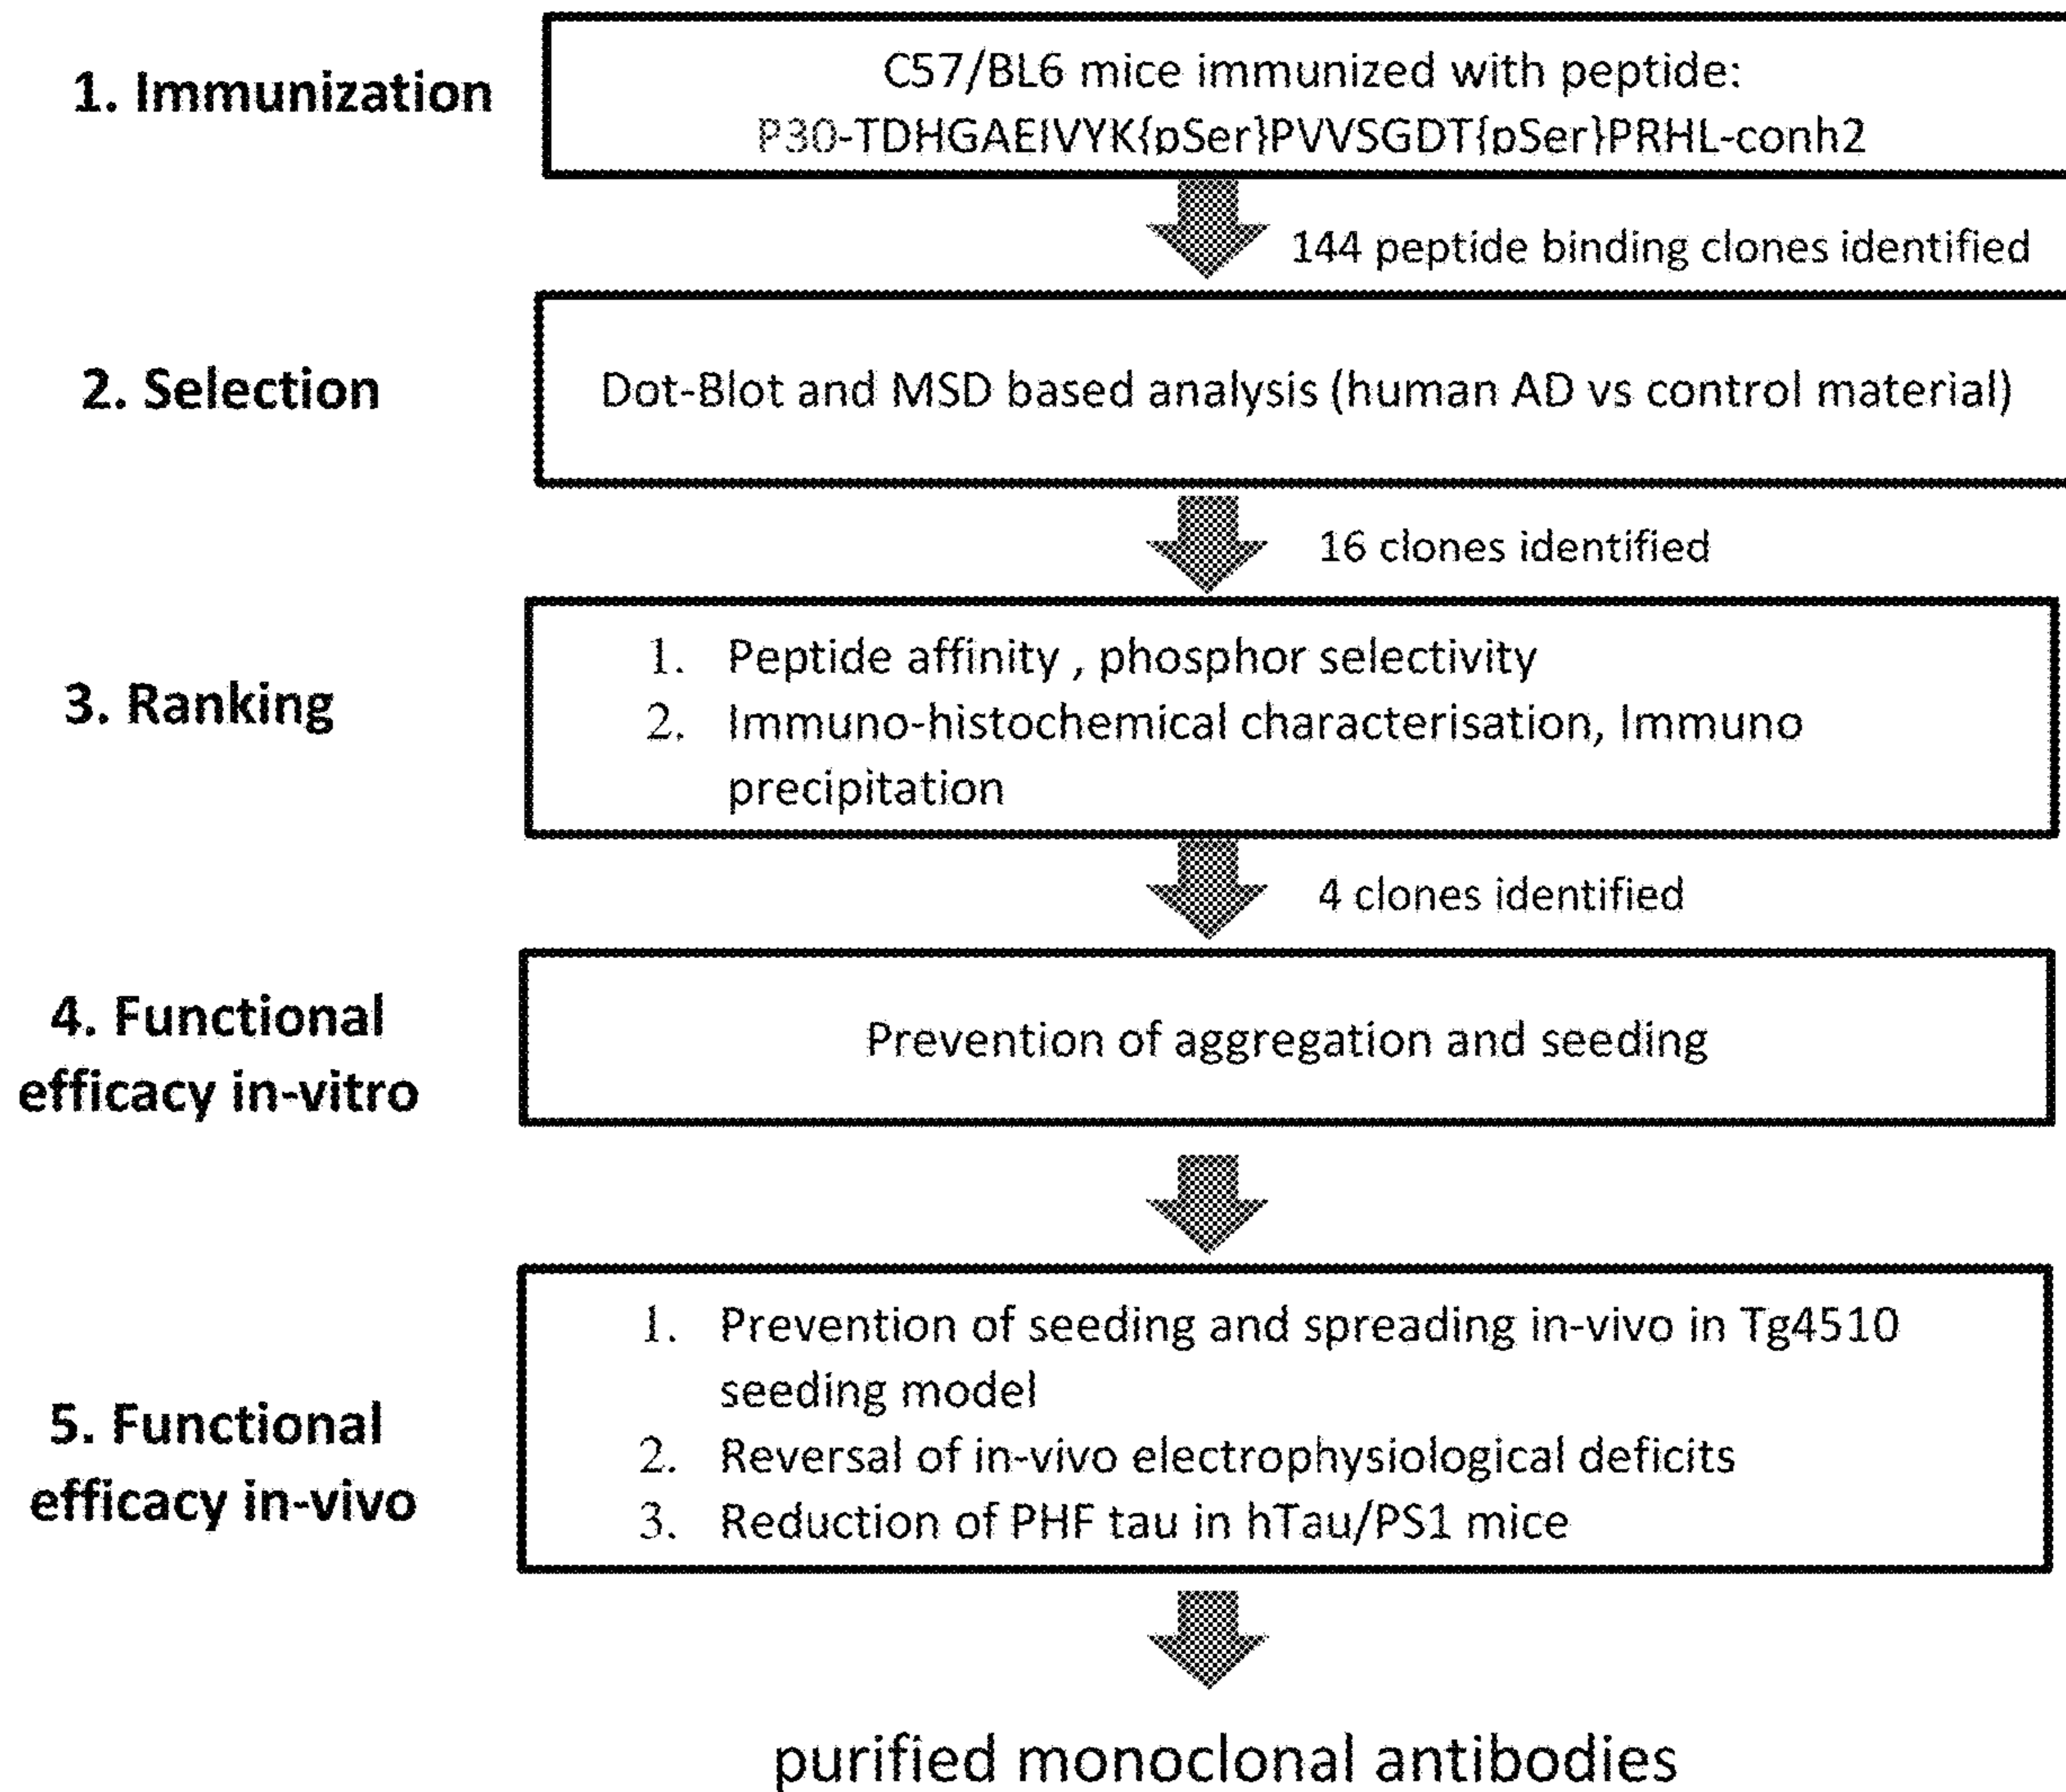 1. Immunization
C57/BL6 mice immunized with peptide:
P30-TDHGAEIVYK{pSer}PVVSGDT{pSer}PRHL-conh2
144 peptide binding clones identified
2. Selection
Dot-Blot and MSD based analysis (human AD vs control material)
16 clones identified
3. Ranking
1. Peptide affinity , phosphor selectivity
2. Immuno-histochemical characterisation, Immuno
precipitation
4 clones identified
4. Functional
efficacy in-vitro
Prevention of aggregation and seeding
5. Functional
efficacy in-vivo
1. Prevention of seeding and spreading in-vivo in Tg4510
seeding model
2. Reversal of in-vivo electrophysiological deficits
3. Reduction of PHF tau in hTau/PS1 mice
purified monoclonal antibodies